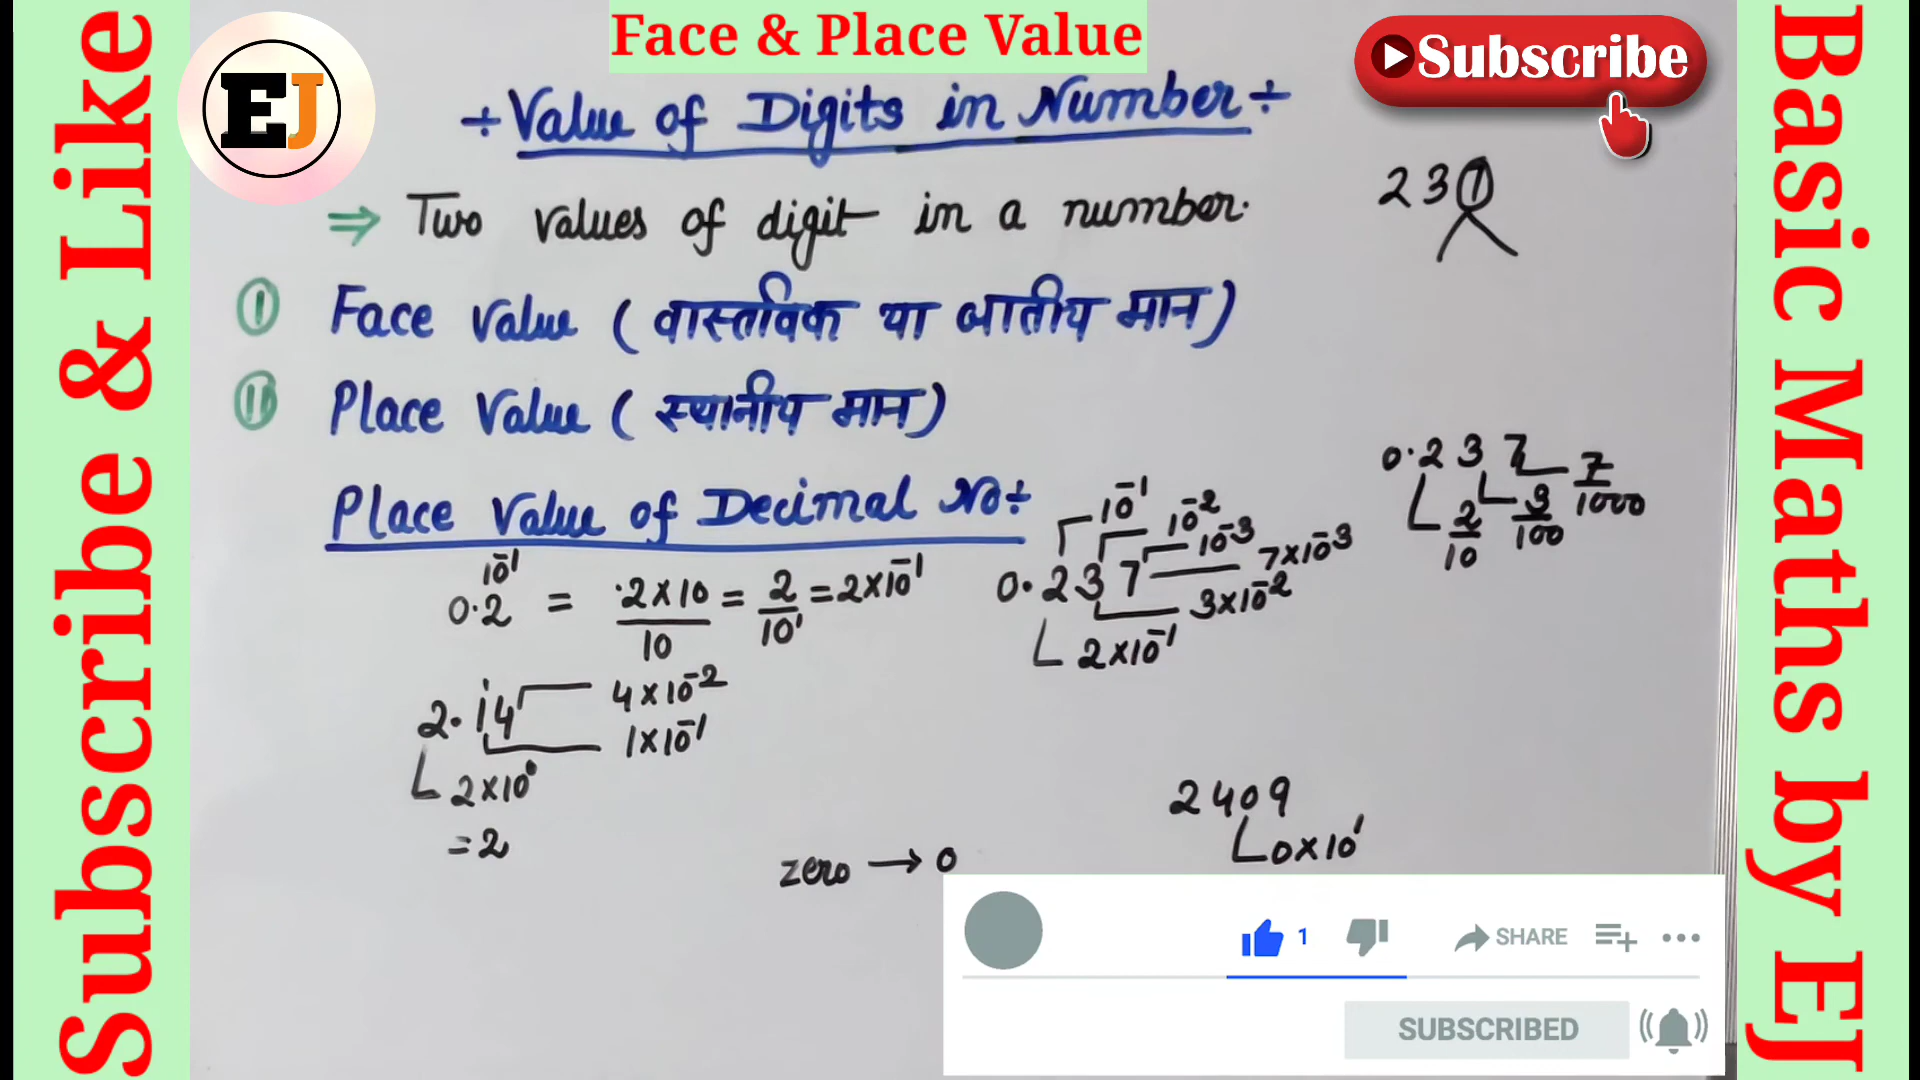 Face & Place Value
Subscribe
EJ
Subscribe & Like
Basic Maths by EJ
÷ Value of Digits in Number ÷
⇒ Two values of digit in a number.
231
① Face Value ( वास्तविक या जातीय मान )
② Place Value ( स्थानीय मान )
Place Value of Decimal No ÷
10⁻¹
0.2 = .2×10/10 = 2/10¹ = 2×10⁻¹
10⁻¹
10⁻²
10⁻³
0.237
7×10⁻³
3×10⁻²
2×10⁻¹
0.237
7/1000
3/100
2/10
2.14
4×10⁻²
1×10⁻¹
2×10⁰
=2
zero → 0
2409
0×10¹
1
SHARE
SUBSCRIBED